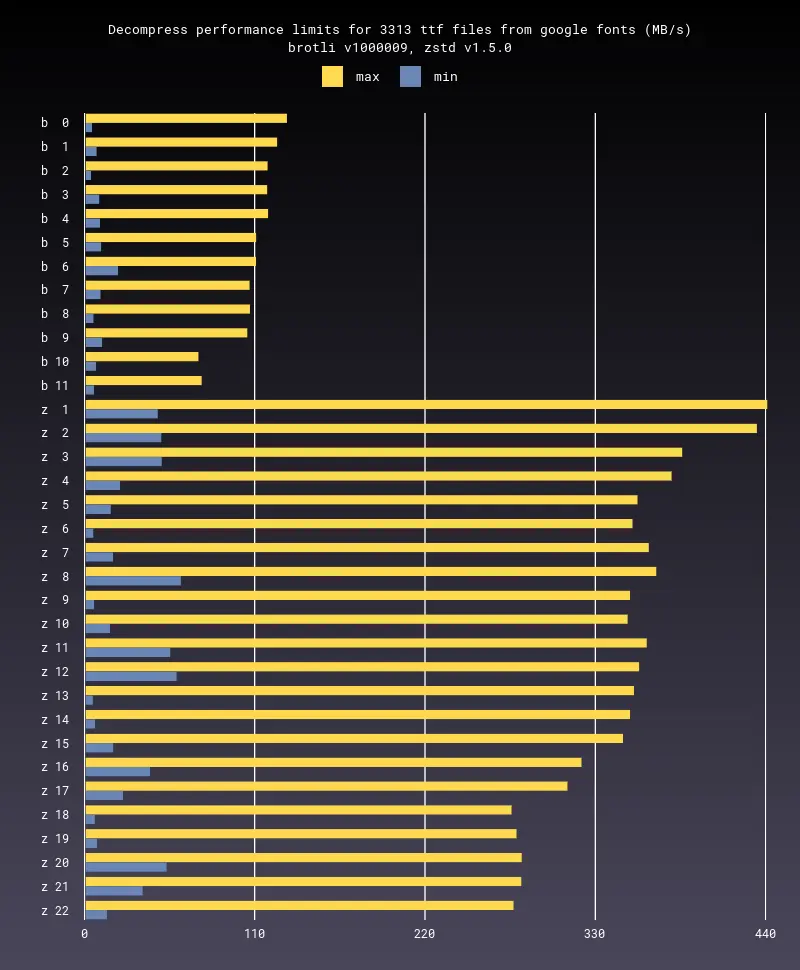 Decompress performance limits for 3313 ttf files from google fonts (MB/s)
brotli v1000009, zstd v1.5.0
max min
b 0
b 1
b 2
b 3
b 4
b 5
b 6
b 7
b 8
b 9
b 10
b 11
z 1
z 2
z 3
z 4
z 5
z 6
z 7
z 8
z 9
z 10
z 11
z 12
z 13
z 14
z 15
z 16
z 17
z 18
z 19
z 20
z 21
z 22
0 110 220 330 440